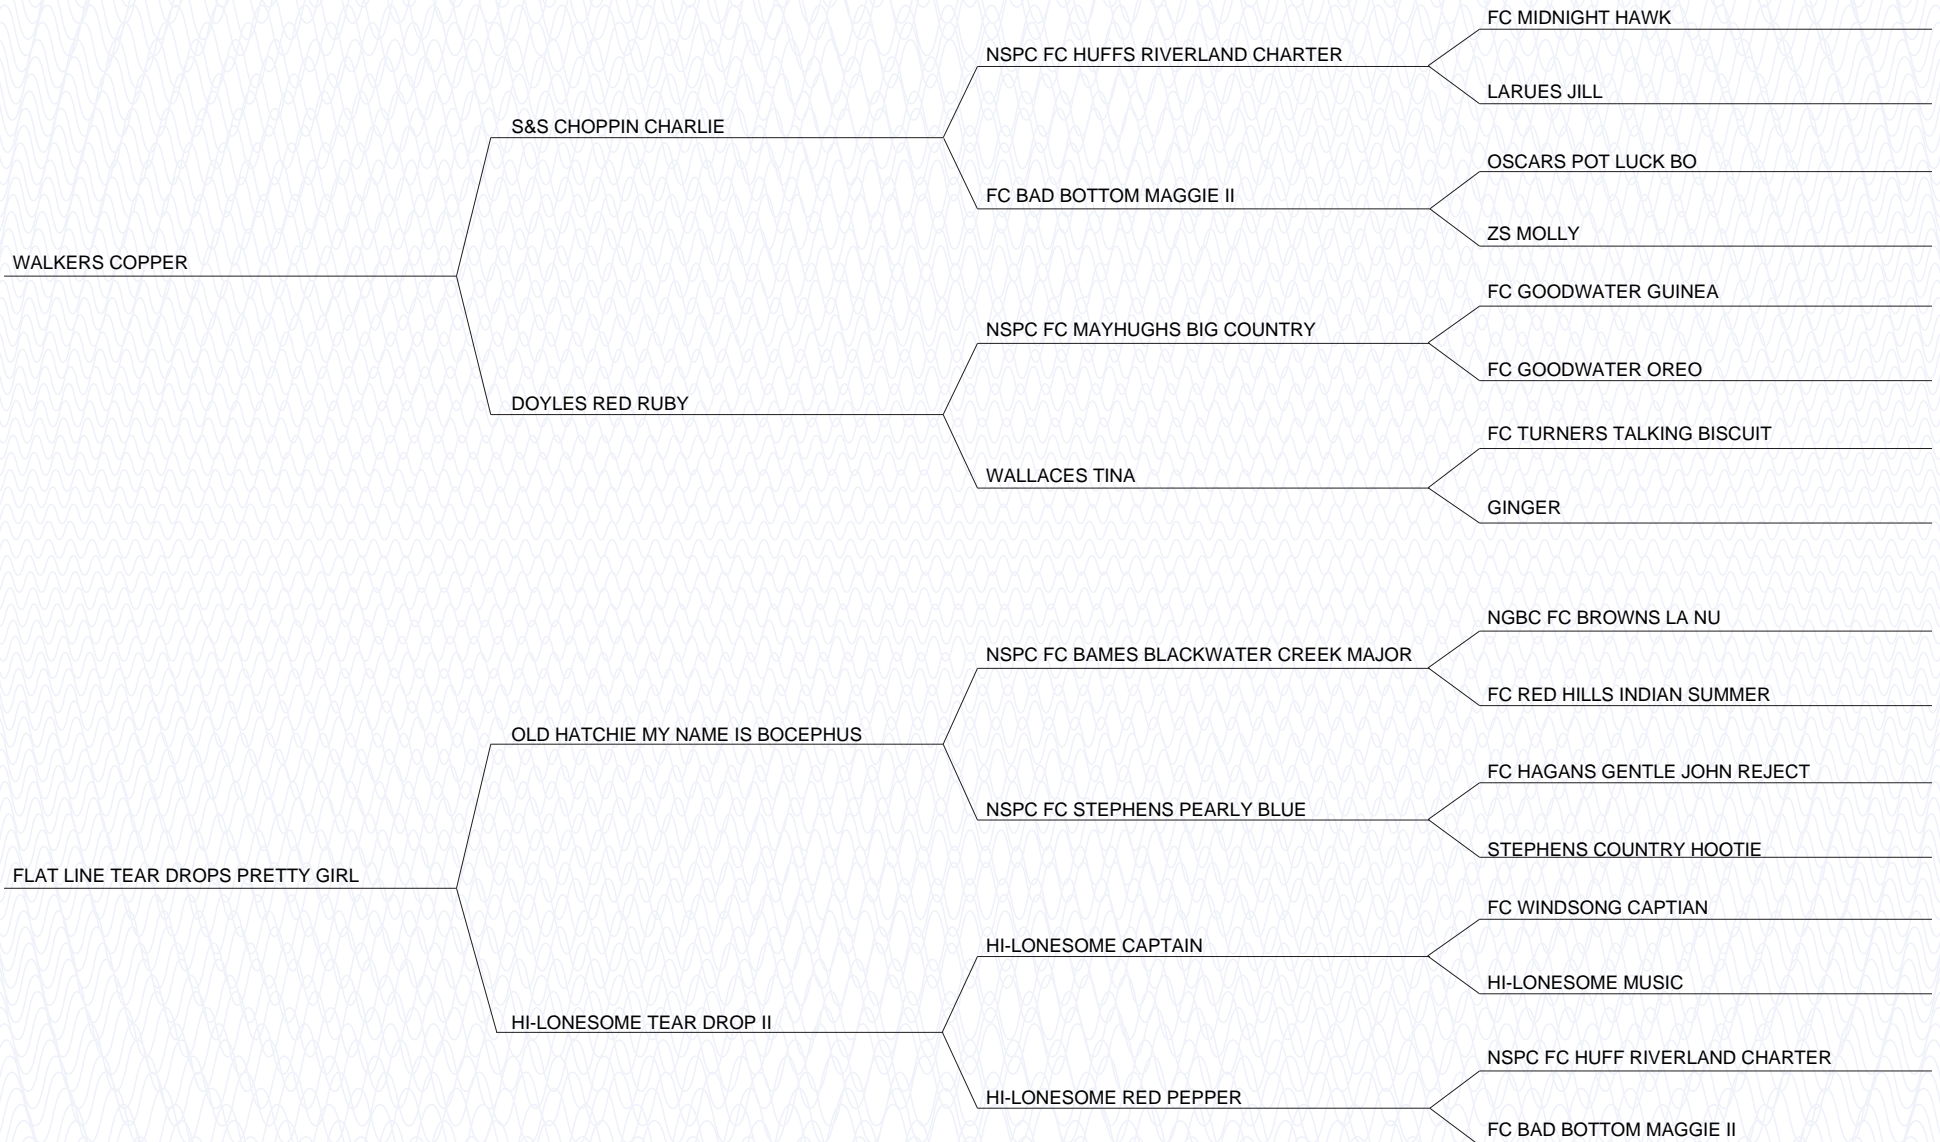 FC MIDNIGHT HAWK
NSPC FC HUFFS RIVERLAND CHARTER
LARUES JILL
S&S CHOPPIN CHARLIE
OSCARS POT LUCK BO
FC BAD BOTTOM MAGGIE II
ZS MOLLY
WALKERS COPPER
FC GOODWATER GUINEA
NSPC FC MAYHUGHS BIG COUNTRY
FC GOODWATER OREO
DOYLES RED RUBY
FC TURNERS TALKING BISCUIT
WALLACES TINA
GINGER
NGBC FC BROWNS LA NU
NSPC FC BAMES BLACKWATER CREEK MAJOR
FC RED HILLS INDIAN SUMMER
OLD HATCHIE MY NAME IS BOCEPHUS
FC HAGANS GENTLE JOHN REJECT
NSPC FC STEPHENS PEARLY BLUE
STEPHENS COUNTRY HOOTIE
FLAT LINE TEAR DROPS PRETTY GIRL
FC WINDSONG CAPTIAN
HI-LONESOME CAPTAIN
HI-LONESOME MUSIC
HI-LONESOME TEAR DROP II
NSPC FC HUFF RIVERLAND CHARTER
HI-LONESOME RED PEPPER
FC BAD BOTTOM MAGGIE II